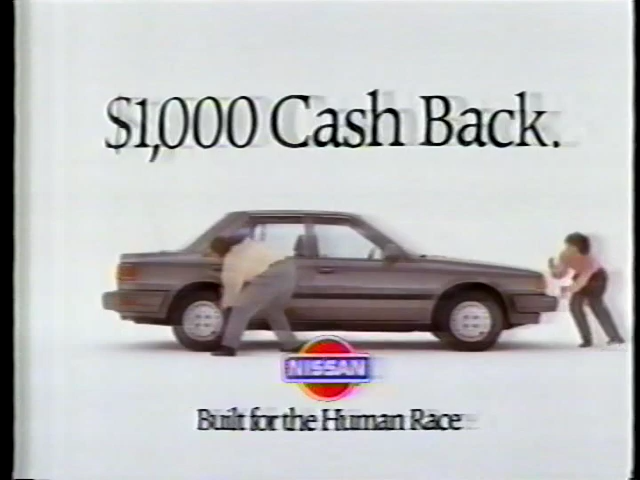 $1,000 Cash Back.
NISSAN
Built for the Human Race